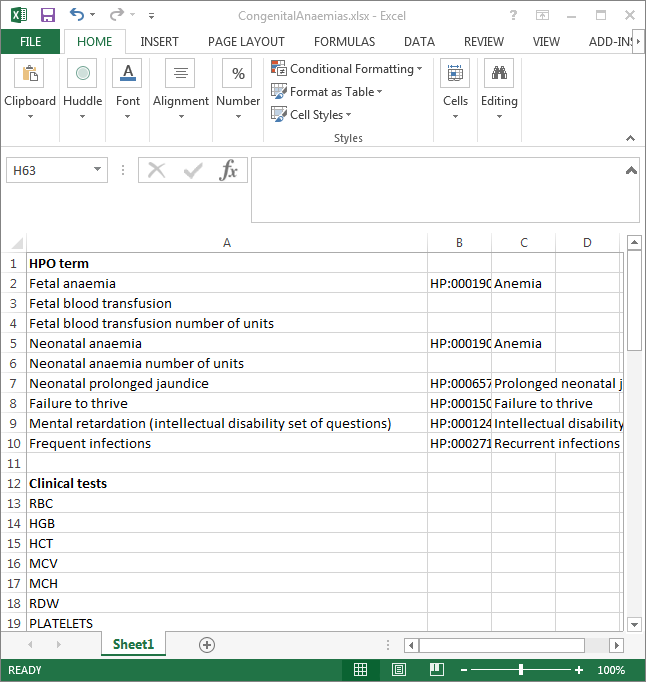 CongenitalAnaemias.xlsx - Excel
FILE HOME INSERT PAGE LAYOUT FORMULAS DATA REVIEW VIEW ADD-INS
Clipboard Huddle Font Alignment Number Conditional Formatting Format as Table Cell Styles Cells Editing
Styles
H63
A B C D
1 HPO term
2 Fetal anaemia HP:000190 Anemia
3 Fetal blood transfusion
4 Fetal blood transfusion number of units
5 Neonatal anaemia HP:000190 Anemia
6 Neonatal anaemia number of units
7 Neonatal prolonged jaundice HP:000657 Prolonged neonatal j
8 Failure to thrive HP:000150 Failure to thrive
9 Mental retardation (intellectual disability set of questions) HP:000124 Intellectual disability
10 Frequent infections HP:000271 Recurrent infections
11
12 Clinical tests
13 RBC
14 HGB
15 HCT
16 MCV
17 MCH
18 RDW
19 PLATELETS
Sheet1
READY 100%